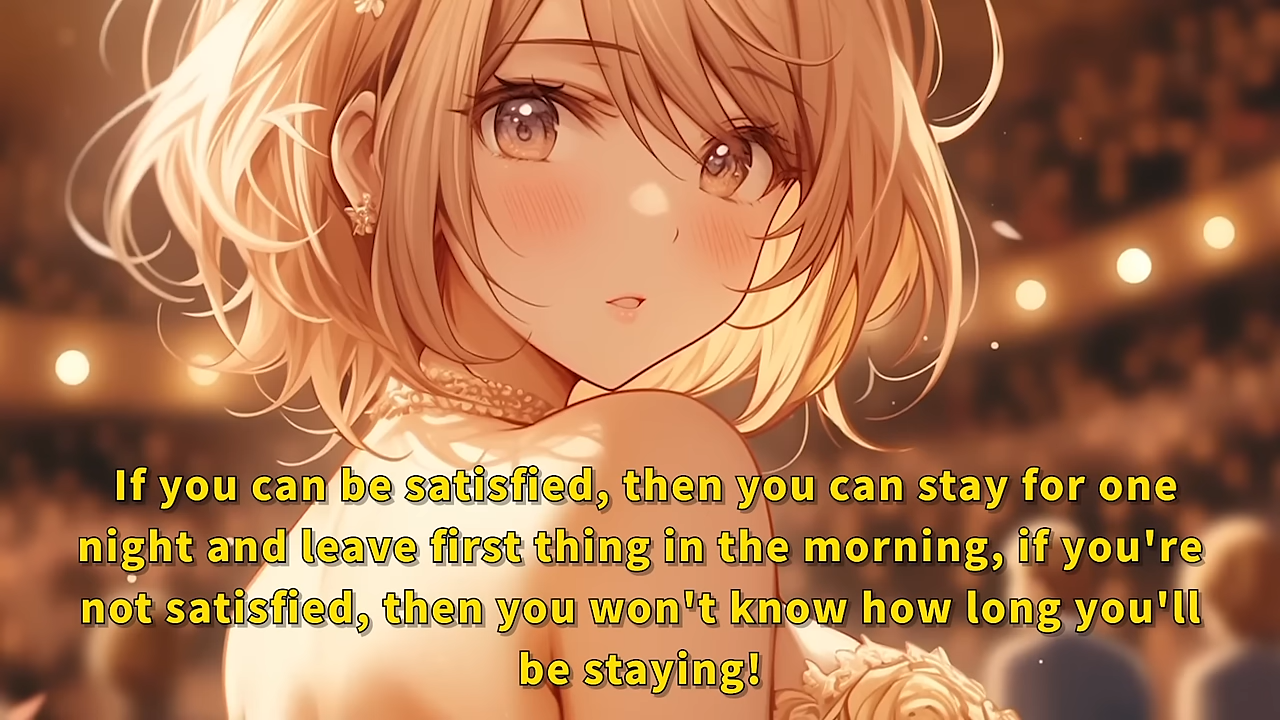 If you can be satisfied, then you can stay for one
night and leave first thing in the morning, if you're
not satisfied, then you won't know how long you'll
be staying!